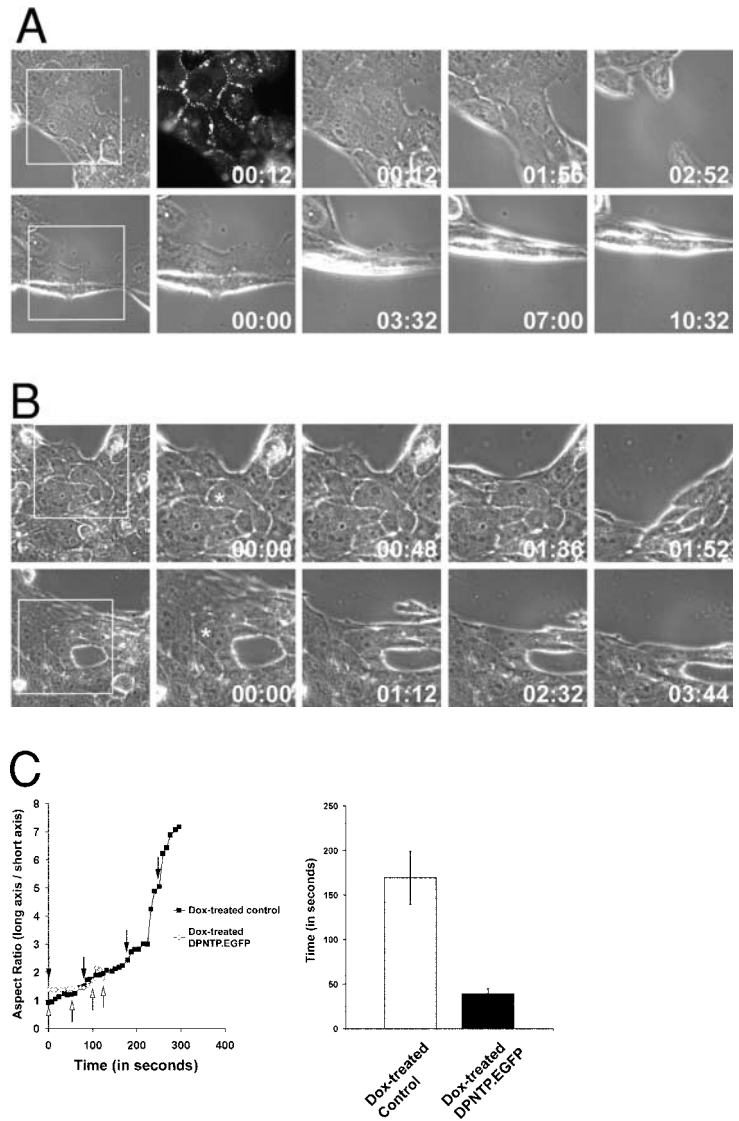 A
00:12 00:12 01:56 02:52
00:00 03:32 07:00 10:32
B
* 00:00 00:48 01:36 01:52
* 00:00 01:12 02:32 03:44
C
Aspect Ratio (long axis / short axis)
8
7
6
5
4
3
2
1
0
0 100 200 300 400
Time (in seconds)
Dox-treated control
Dox-treated
DPNTP.EGFP
Time (in seconds)
250
200
150
100
50
0
Dox-treated
Control
Dox-treated
DPNTP.EGFP